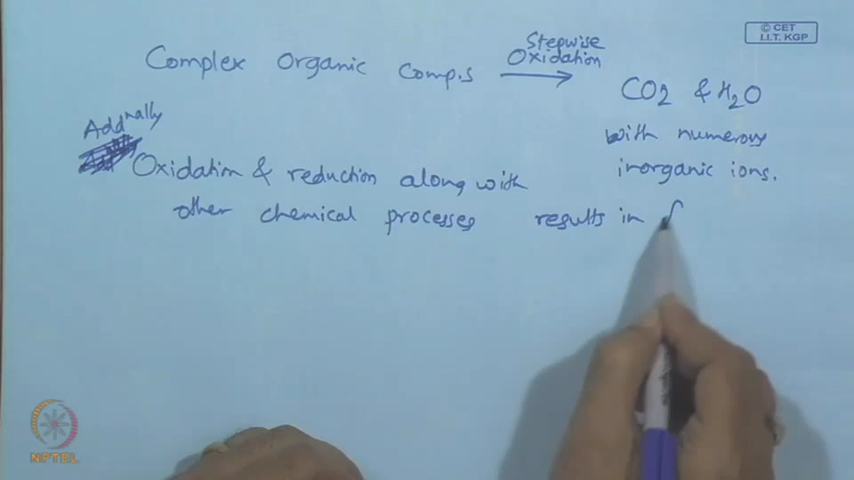 © CET
I.I.T. KGP
Complex Organic Comp.s Stepwise Oxidation
CO2 & H2O
with numerous
inorganic ions.
Addnally
Oxidation & reduction along with
other chemical processes results in f
NPTEL